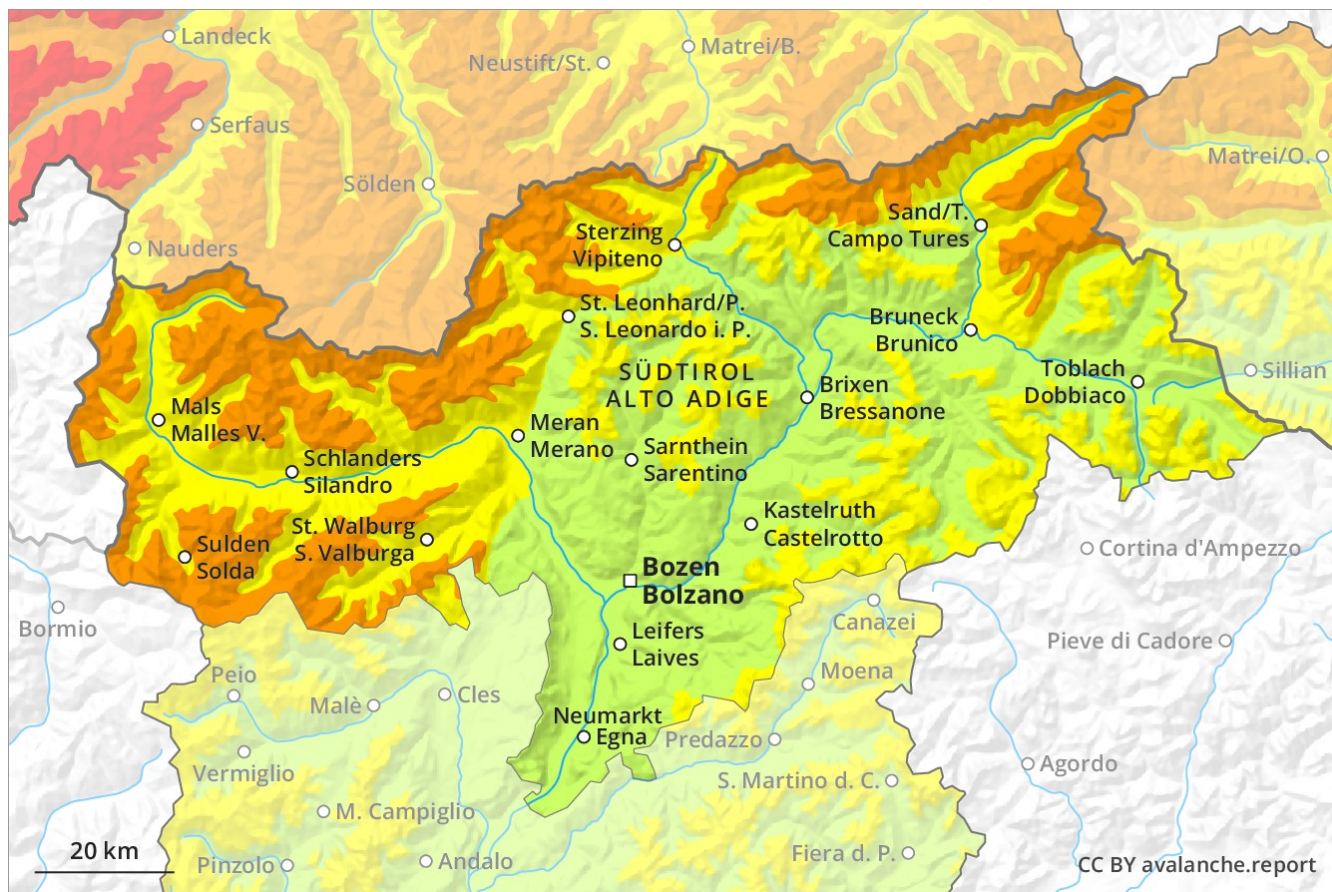 Landeck
Matrei/B.
Neustift/St.
Serfaus
Matrei/O.
Sölden
Sand/T.
Campo Tures
Nauders
Sterzing
Vipiteno
St. Leonhard/P.
S. Leonardo i. P.
Bruneck
Brunico
SÜDTIROL
ALTO ADIGE
Toblach
Dobbiaco
Sillian
Brixen
Bressanone
Mals
Malles V.
Meran
Merano
Schlanders
Silandro
Sarnthein
Sarentino
St. Walburg
S. Valburga
Kastelruth
Castelrotto
Sulden
Solda
Cortina d'Ampezzo
Bozen
Bolzano
Bormio
Canazei
Leifers
Laives
Pieve di Cadore
Peio
Moena
Malè
Cles
Neumarkt
Egna
Predazzo
Vermiglio
Agordo
S. Martino d. C.
M. Campiglio
20 km
Pinzolo
Andalo
Fiera d. P.
CC BY avalanche.report